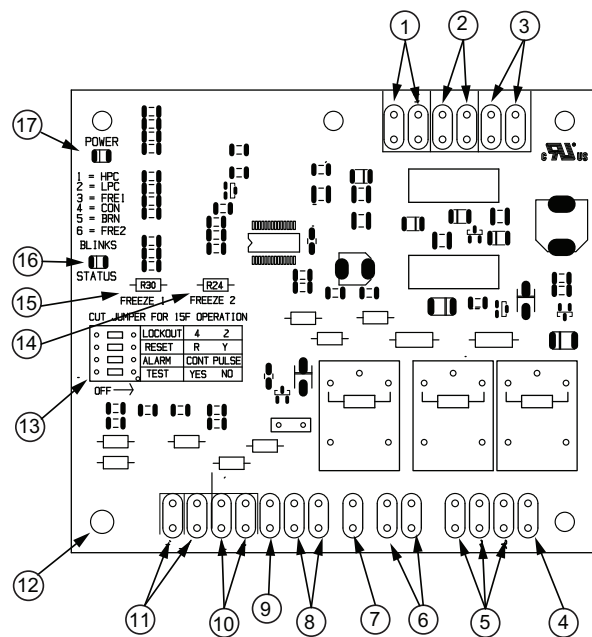 1
2
3
17
POWER
C US
1 = HPC
2 = LPC
3 = FRE1
4 = CON
5 = BRN
6 = FRE2
BLINKS
16
STATUS
R30
R24
15
FREEZE 1
FREEZE 2
14
CUT JUMPER FOR 15F OPERATION
LOCKOUT 4 2
RESET R Y
ALARM CONT PULSE
TEST YES NO
13
OFF
12
11
10
9
8
7
6
5
4